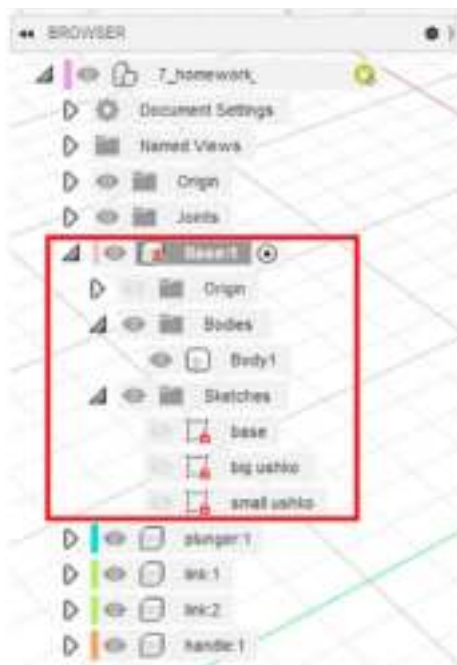 BROWSER
7_homework_
Document Settings
Named Views
Origin
Joints
Base:1
Origin
Bodies
Body1
Sketches
base
big ushko
small ushko
plunger:1
link:1
link:2
handle:1